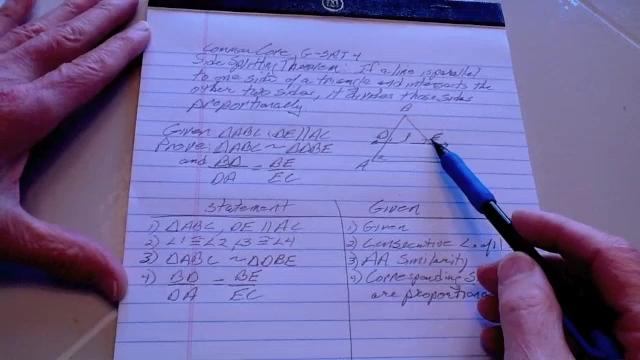 Common Core G-SRT-4
Side Splitting Theorem: If a line is parallel
to one side of a triangle and intersects the
other two sides, it divides those sides
proportionally
Given △ABC, DE || AC
Prove: △ABC ~ △DBE
and BD = BE
DA EC
B
D E
A
Statement Given
1) △ABC, DE || AC 1) Given
2) ∠1 ≅ ∠2, ∠3 ≅ ∠4 2) Consecutive
3) △ABC ~ △DBE 3) AA Similarity
4) BD = BE 4) Corresponding
DA EC are proportional